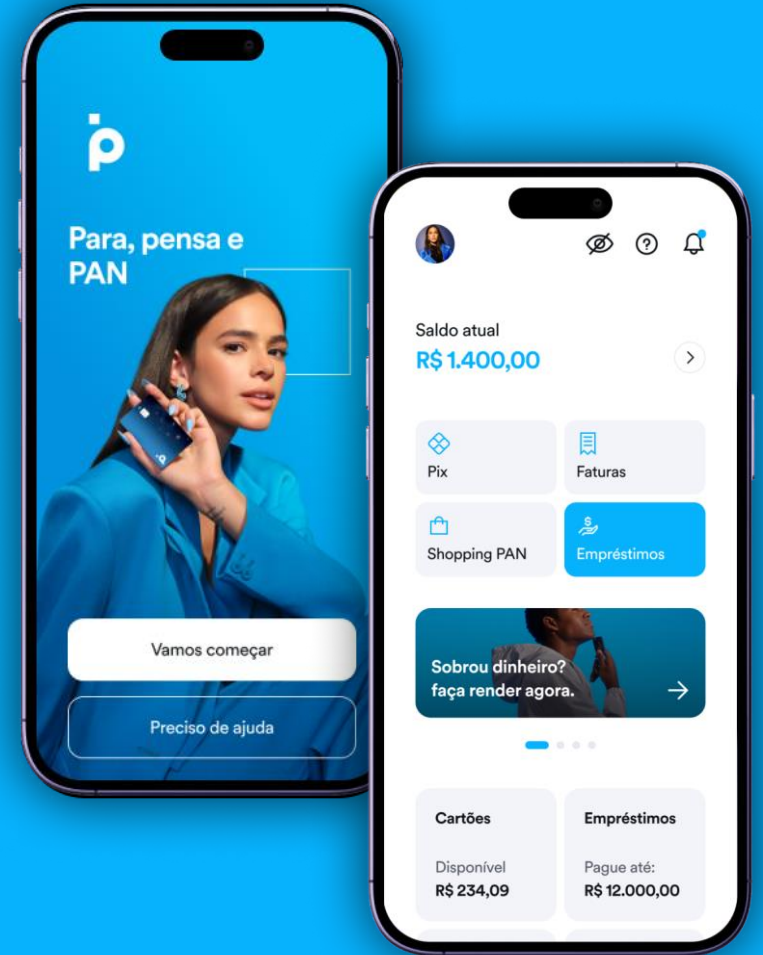 Para, pensa e
PAN
Vamos começar
Preciso de ajuda
Saldo atual
R$ 1.400,00
Pix
Faturas
Shopping PAN
Empréstimos
Sobrou dinheiro?
faça render agora.
Cartões
Empréstimos
Disponível
Pague até:
R$ 234,09
R$ 12.000,00